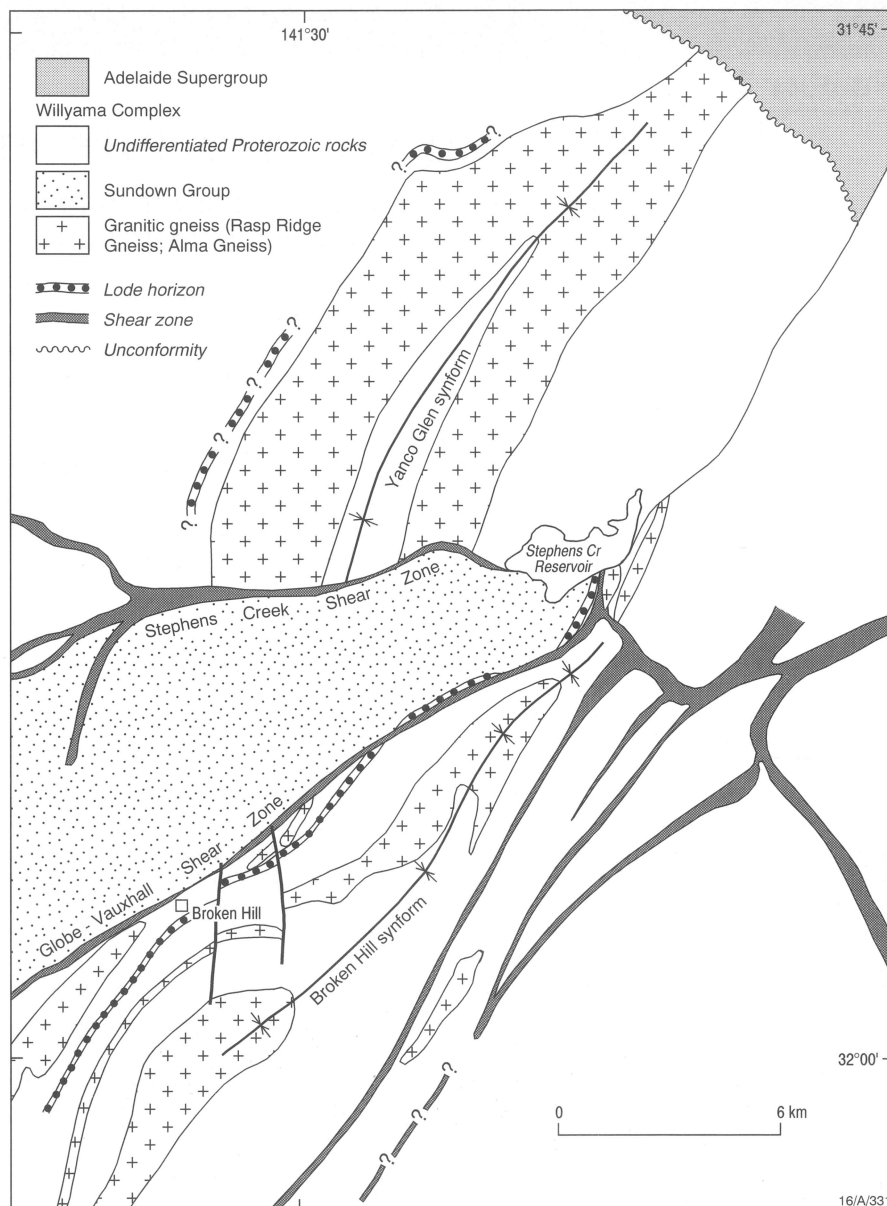 141°30'
31°45'
Adelaide Supergroup
Willyama Complex
Undifferentiated Proterozoic rocks
Sundown Group
Granitic gneiss (Rasp Ridge
Gneiss; Alma Gneiss)
Lode horizon
Shear zone
Unconformity
?
?
?
?
?
?
Yanco Glen synform
Stephens Cr
Reservoir
Stephens Creek Shear Zone
Globe Vauxhall Shear Zone
Broken Hill
Broken Hill synform
32°00'
?
?
?
0 6 km
16/A/331